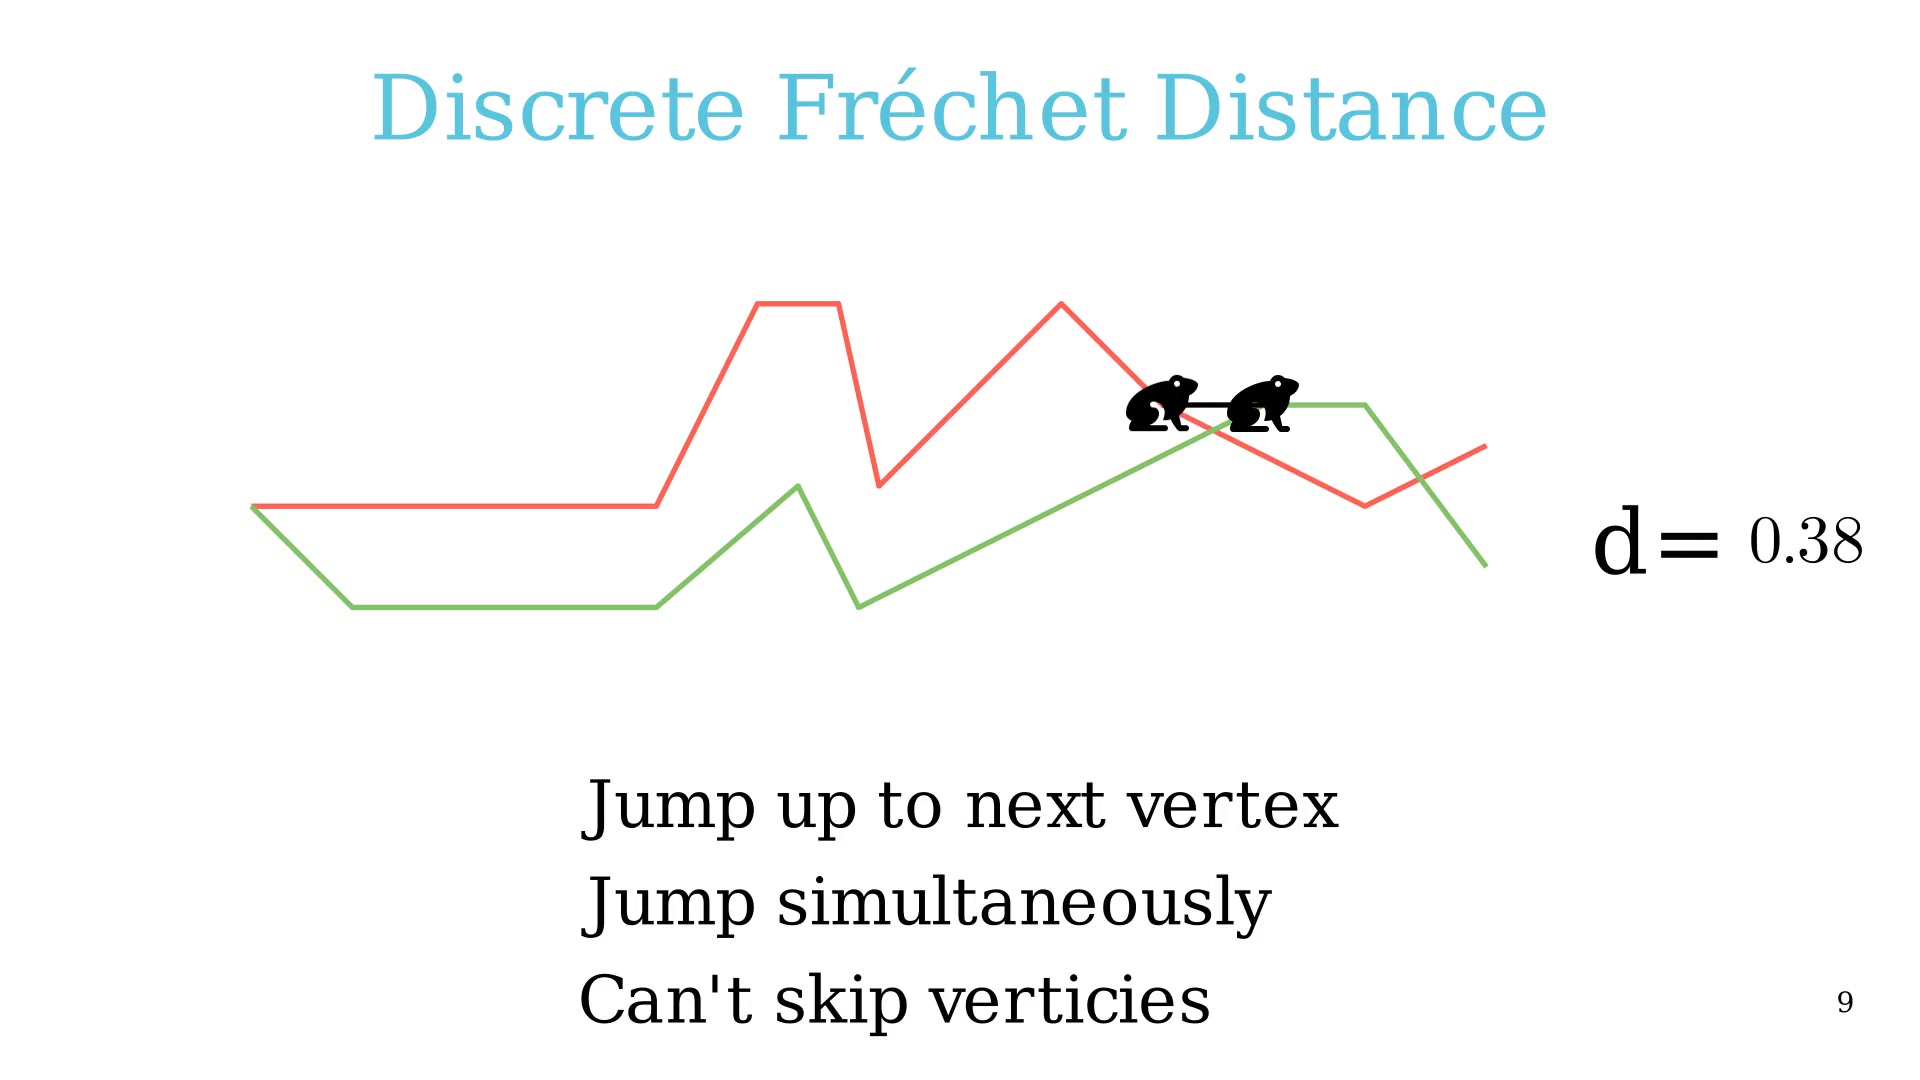 Discrete Fréchet Distance
d= 0.38
Jump up to next vertex
Jump simultaneously
Can't skip verticies
9